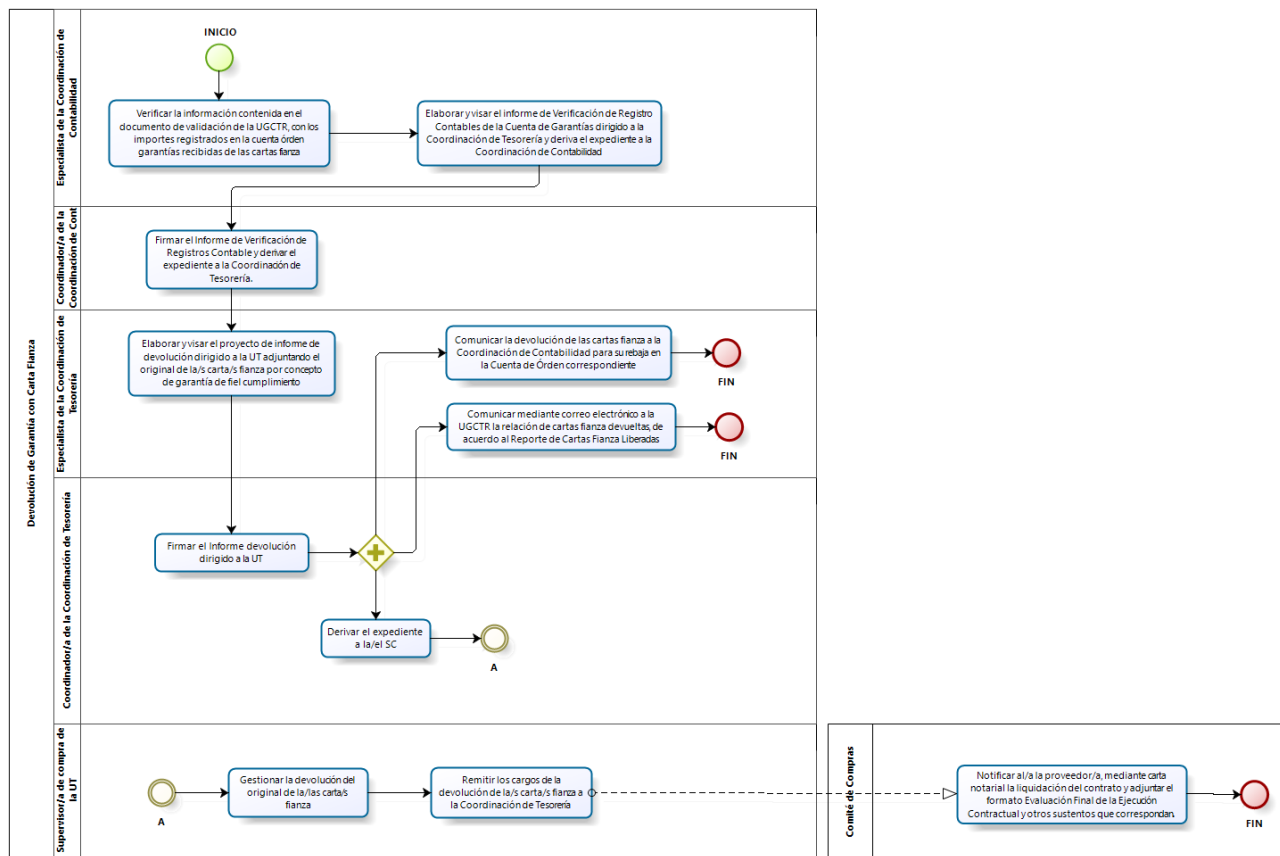 Devolución de Garantía con Carta Fianza
Especialista de la Coordinación de
Contabilidad
INICIO
Verificar la información contenida en el
documento de validación de la UGCTR, con los
importes registrados en la cuenta órden
garantías recibidas de las cartas fianza
Elaborar y visar el informe de Verificación de Registro
Contables de la Cuenta de Garantías dirigido a la
Coordinación de Tesorería y deriva el expediente a la
Coordinación de Contabilidad
Coordinador/a de la
Coordinación de Cont
Firmar el Informe de Verificación de
Registros Contable y derivar el
expediente a la Coordinación de
Tesorería.
Especialista de la Coordinación de
Tesorería
Elaborar y visar el proyecto de informe de
devolución dirigido a la UT adjuntando el
original de la/s carta/s fianza por concepto
de garantía de fiel cumplimiento
Comunicar la devolución de las cartas fianza a la
Coordinación de Contabilidad para su rebaja en
la Cuenta de Órden correspondiente
FIN
Comunicar mediante correo electrónico a la
UGCTR la relación de cartas fianza devueltas, de
acuerdo al Reporte de Cartas Fianza Liberadas
FIN
Coordinador/a de la Coordinación de Tesorería
Firmar el Informe devolución
dirigido a la UT
Derivar el expediente
a la/el SC
A
Supervisor/a de compra de
la UT
A
Gestionar la devolución del
original de la/las carta/s
fianza
Remitir los cargos de la
devolución de la/s carta/s fianza a
la Coordinación de Tesorería
Comité de Compras
Notificar al/a la proveedor/a, mediante carta
notarial la liquidación del contrato y adjuntar el
formato Evaluación Final de la Ejecución
Contractual y otros sustentos que correspondan.
FIN